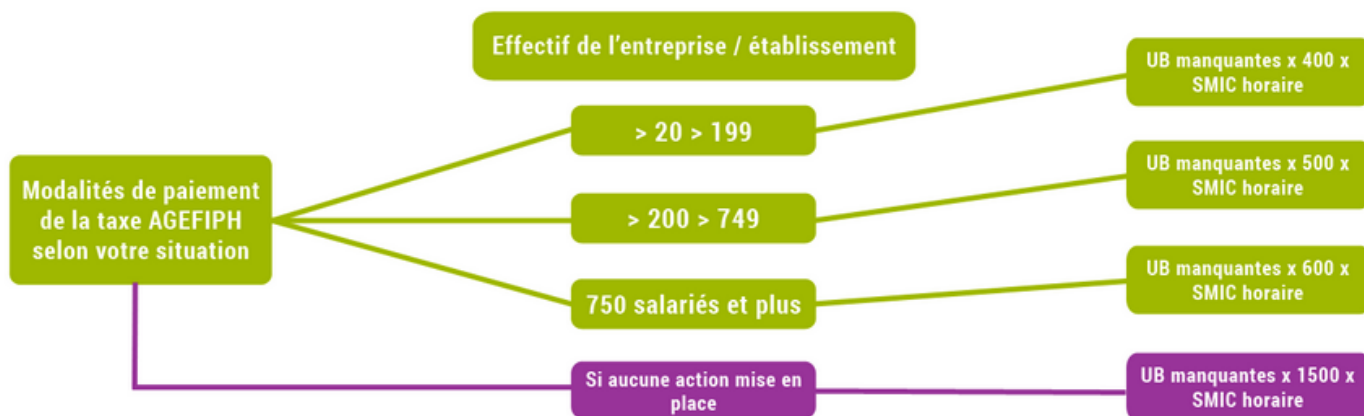 Effectif de l'entreprise / établissement
Modalités de paiement
de la taxe AGEFIPH
selon votre situation
> 20 > 199
UB manquantes x 400 x
SMIC horaire
> 200 > 749
UB manquantes x 500 x
SMIC horaire
750 salariés et plus
UB manquantes x 600 x
SMIC horaire
Si aucune action mise en
place
UB manquantes x 1500 x
SMIC horaire